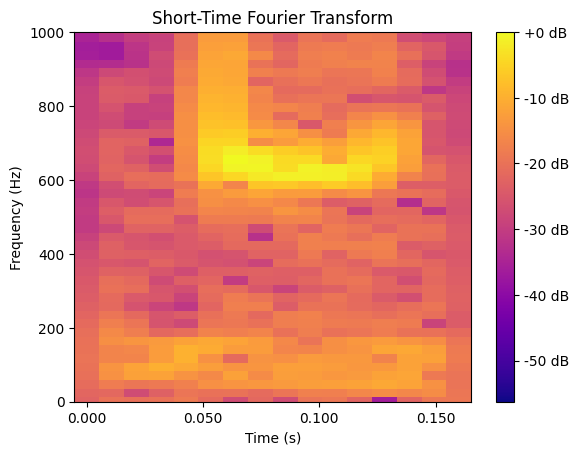 Short-Time Fourier Transform
1000
800
600
400
200
0
Frequency (Hz)
0.000
0.050
0.100
0.150
Time (s)
+0 dB
-10 dB
-20 dB
-30 dB
-40 dB
-50 dB